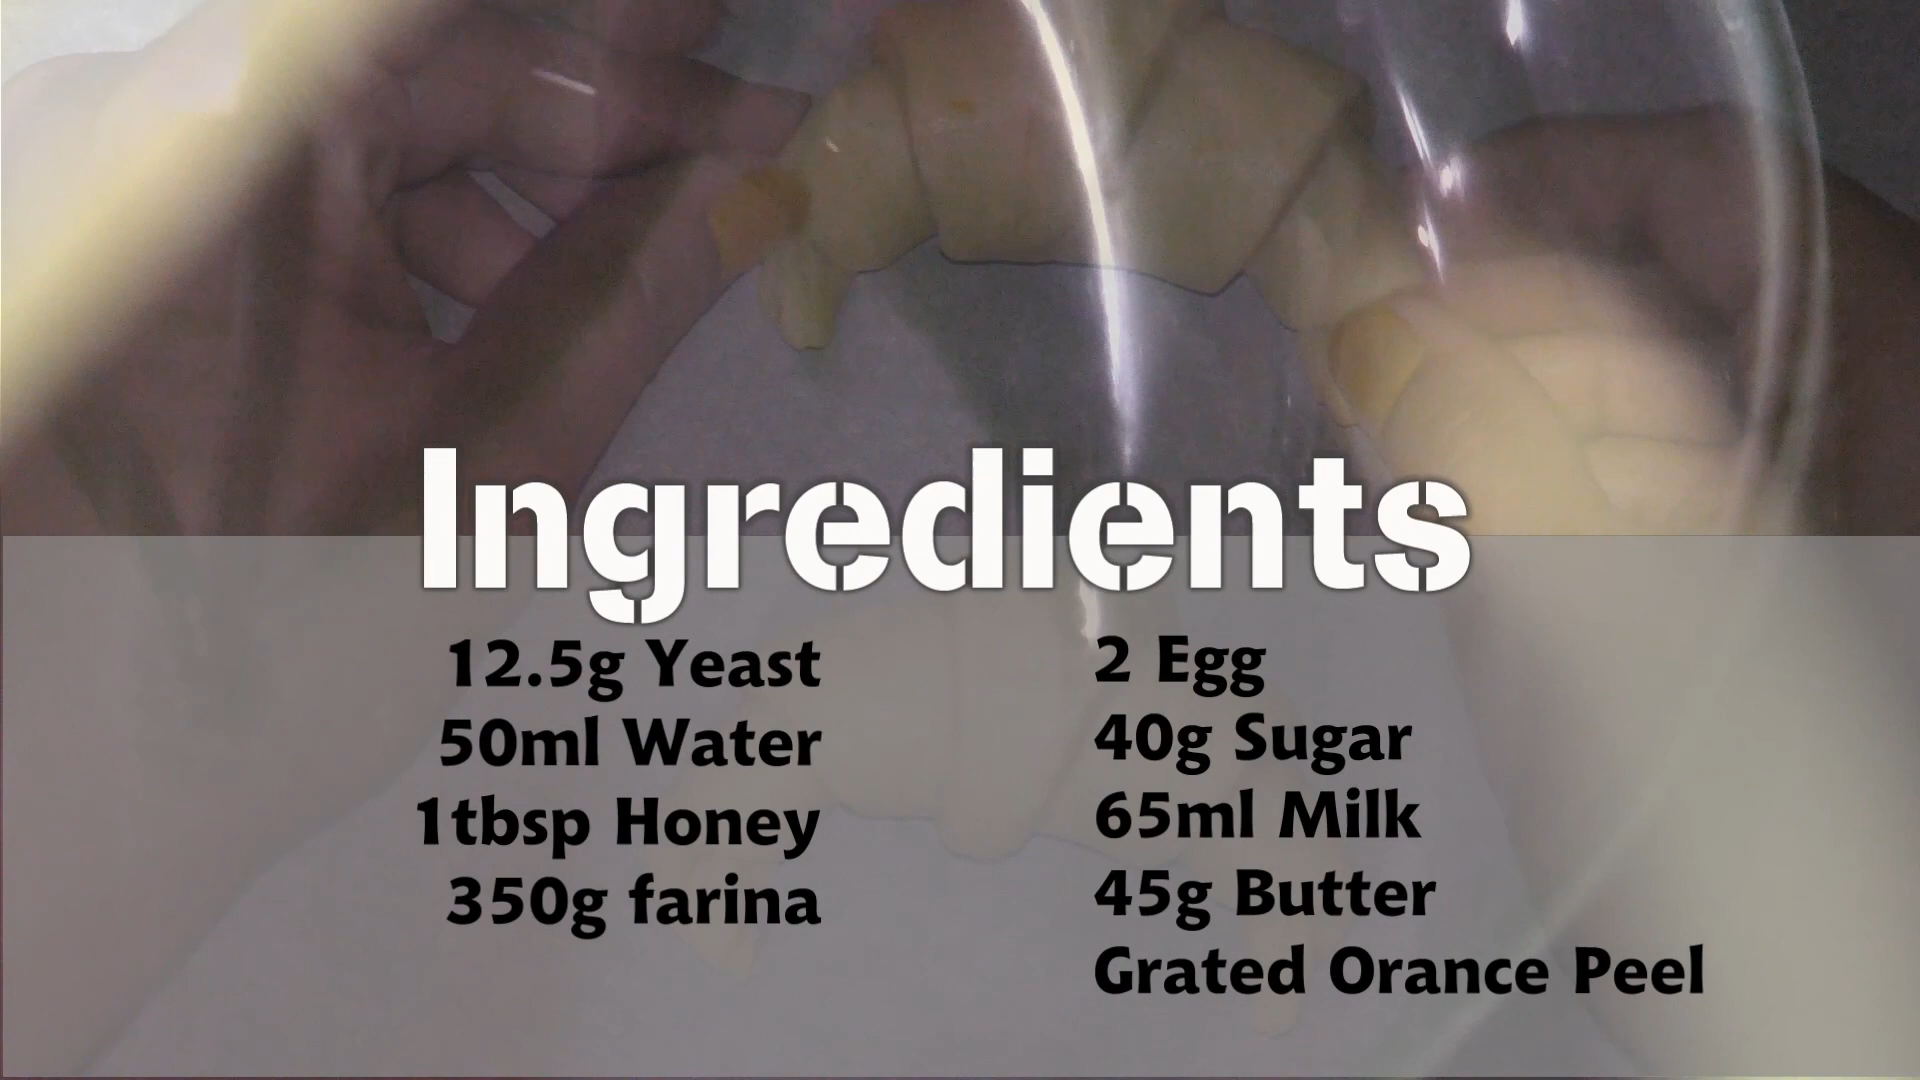 Ingredients
12.5g Yeast
50ml Water
1tbsp Honey
350g farina
2 Egg
40g Sugar
65ml Milk
45g Butter
Grated Orance Peel